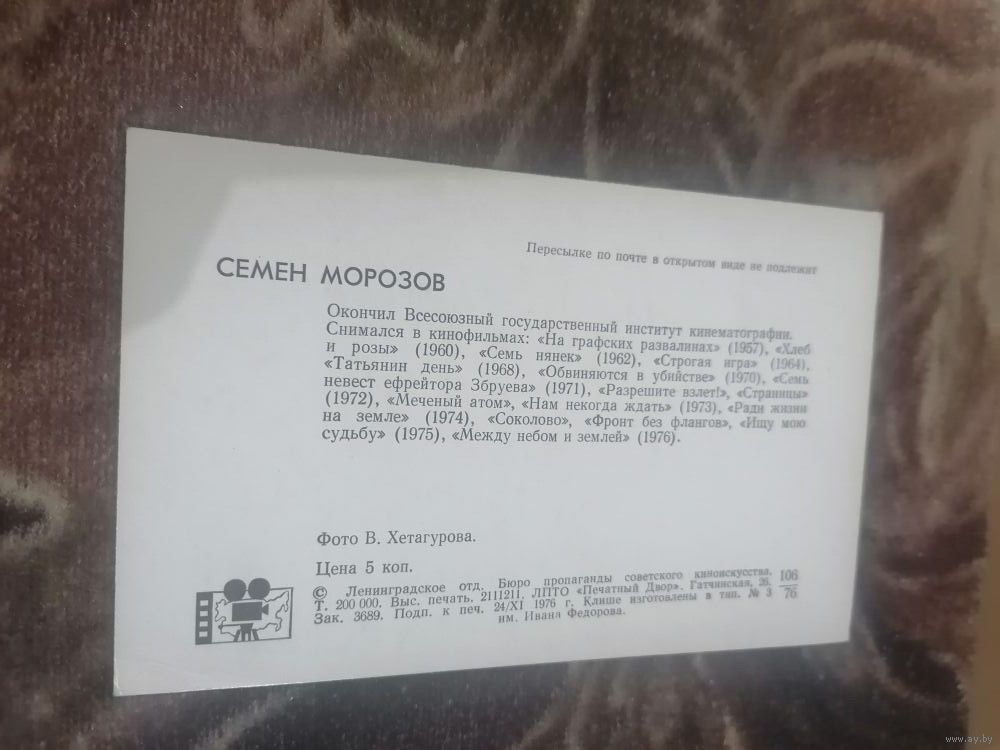 Пересылке по почте в открытом виде не подлежит
СЕМЕН МОРОЗОВ
Окончил Всесоюзный государственный институт кинематографии.
Снимался в кинофильмах: «На графских развалинах» (1957), «Хлеб
и розы» (1960), «Семь нянек» (1962), «Строгая игра» (1964),
«Татьянин день» (1968), «Обвиняются в убийстве» (1970), «Семь
невест ефрейтора Збруева» (1971), «Разрешите взлет!», «Страницы»
(1972), «Меченый атом», «Нам некогда ждать» (1973), «Ради жизни
на земле» (1974), «Соколово», «Фронт без флангов», «Ищу мою
судьбу» (1975), «Между небом и землей» (1976).
Фото В. Хетагурова.
Цена 5 коп.
© Ленинградское отд. Бюро пропаганды советского киноискусства.
Т. 200 000. Выс. печать. 2111211. ЛПТО «Печатный Двор». Гатчинская, 26.
Зак. 3689. Подп. к печ. 24/XI 1976 г. Клише изготовлены в тип. № 3
им. Ивана Федорова.
106
76
www.ay.by